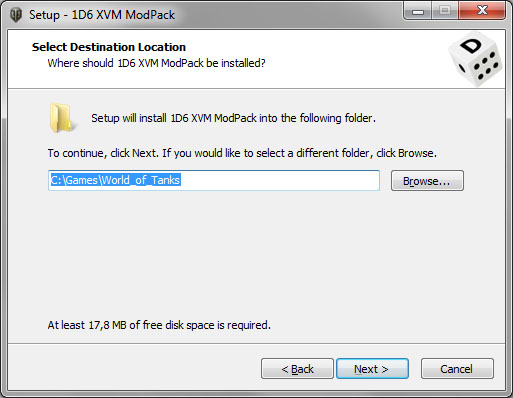 Setup - 1D6 XVM ModPack
Select Destination Location
Where should 1D6 XVM ModPack be installed?
D
Setup will install 1D6 XVM ModPack into the following folder.
To continue, click Next. If you would like to select a different folder, click Browse.
C:\Games\World_of_Tanks
Browse...
At least 17,8 MB of free disk space is required.
< Back
Next >
Cancel